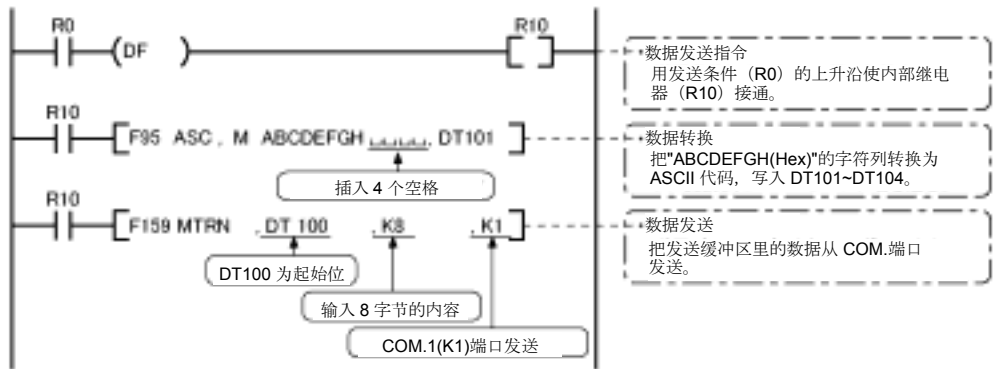 R0
(DF )
R10
数据发送指令
用发送条件（R0）的上升沿使内部继电
器（R10）接通。
R10
F95 ASC , M ABCDEFGH␣␣␣␣, DT101
插入 4 个空格
数据转换
把"ABCDEFGH(Hex)"的字符列转换为
ASCII 代码，写入 DT101~DT104。
R10
F159 MTRN , DT 100 , K8 , K1
DT100 为起始位
输入 8 字节的内容
COM.1(K1)端口发送
数据发送
把发送缓冲区里的数据从 COM.端口
发送。